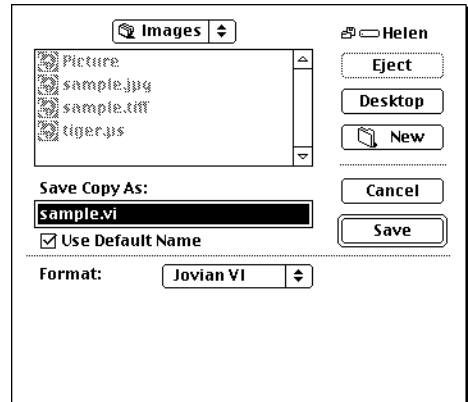 Images
Helen
Picture
sample.jpg
sample.tiff
tiger.ps
Eject
Desktop
New
Save Copy As:
sample.vi
Use Default Name
Cancel
Save
Format:
Jovian VI